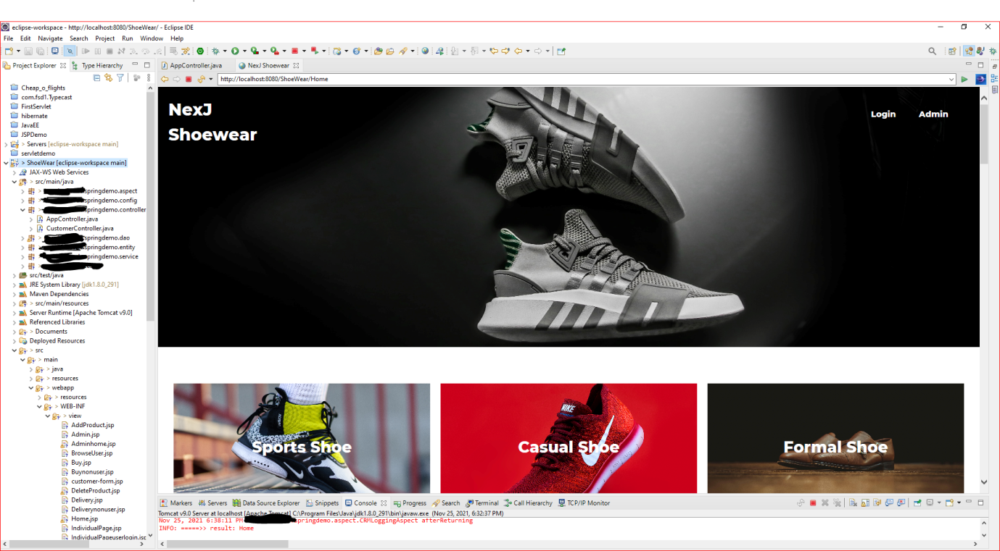 eclipse-workspace - http://localhost:8080/ShoeWear/ - Eclipse IDE
File Edit Navigate Search Project Run Window Help
Project Explorer Type Hierarchy
Cheap_o_flights
com.fsd1.Typecast
FirstServlet
hibernate
JavaEE
JSPDemo
> Servers [eclipse-workspace main]
servletdemo
> ShoeWear [eclipse-workspace main]
JAX-WS Web Services
> src/main/java
> springdemo.aspect
> springdemo.config
> springdemo.controller
> AppController.java
> CustomerController.java
> springdemo.dao
> springdemo.entity
> springdemo.service
>
src/test/java
JRE System Library [jdk1.8.0_291]
Maven Dependencies
> src/main/resources
Server Runtime [Apache Tomcat v9.0]
Referenced Libraries
> Documents
Deployed Resources
> src
> main
> java
> resources
> webapp
> resources
> WEB-INF
> view
AddProduct.jsp
Admin.jsp
Adminhome.jsp
BrowseUser.jsp
Buy.jsp
Buynonuser.jsp
customer-form.jsp
DeleteProduct.jsp
Delivery.jsp
Deliverynonuser.jsp
Home.jsp
IndividualPage.jsp
IndividualPageuserlogin.jsp
AppController.java NexJ Shoewear
http://localhost:8080/ShoeWear/Home
NexJ
Shoewear
Login Admin
NIKE
Sports Shoe
Casual Shoe
Formal Shoe
Markers Servers Data Source Explorer Snippets Console Progress Search Terminal Call Hierarchy TCP/IP Monitor
Tomcat v9.0 Server at localhost [Apache Tomcat] C:\Program Files\Java\jdk1.8.0_291\bin\javaw.exe (Nov 25, 2021, 6:32:37 PM)
Nov 25, 2021 6:38:11 PM springdemo.aspect.CRMLoggingAspect afterReturning
INFO: =====>> result: Home